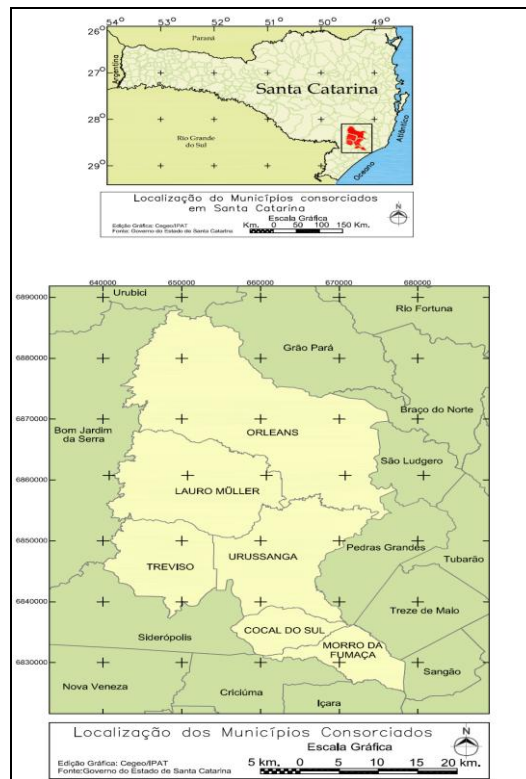 54° 53° 52° 51° 50° 49°
26°
Paraná
Argentina
27°
Santa Catarina
28°
Rio Grande
do Sul
29°
Oceano
Atlântico
Localização do Municípios consorciados
em Santa Catarina
Escala Gráfica
Km. 0 50 100 150 Km.
N
Edição Gráfica: Cegeo/IPAT
Fonte: Governo do Estado de Santa Catarina
640000 650000 660000 670000 680000
6890000
Urubici
Rio Fortuna
Grão Pará
6880000
Braço do Norte
6870000
Bom Jardim
da Serra
ORLEANS
São Ludgero
6860000
LAURO MÜLLER
6850000
URUSSANGA
Pedras Grandes
TREVISO
Tubarão
6840000
Treze de Maio
Siderópolis
COCAL DO SUL
MORRO DA
FUMAÇA
6830000
Sangão
Nova Veneza
Criciúma
Içara
Localização dos Municípios Consorciados
Escala Gráfica
N
5 km. 0 5 10 15 20 km.
Edição Gráfica: Cegeo/IPAT
Fonte:Governo do Estado de Santa Catarina